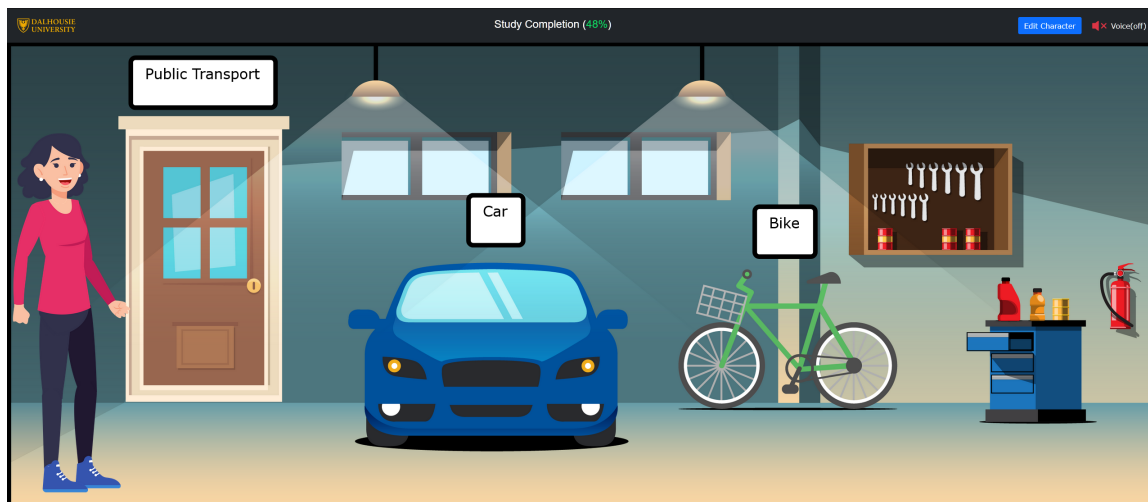 DALHOUSIE
UNIVERSITY
Study Completion (48%)
Edit Character
Voice(off)
Public Transport
Car
Bike